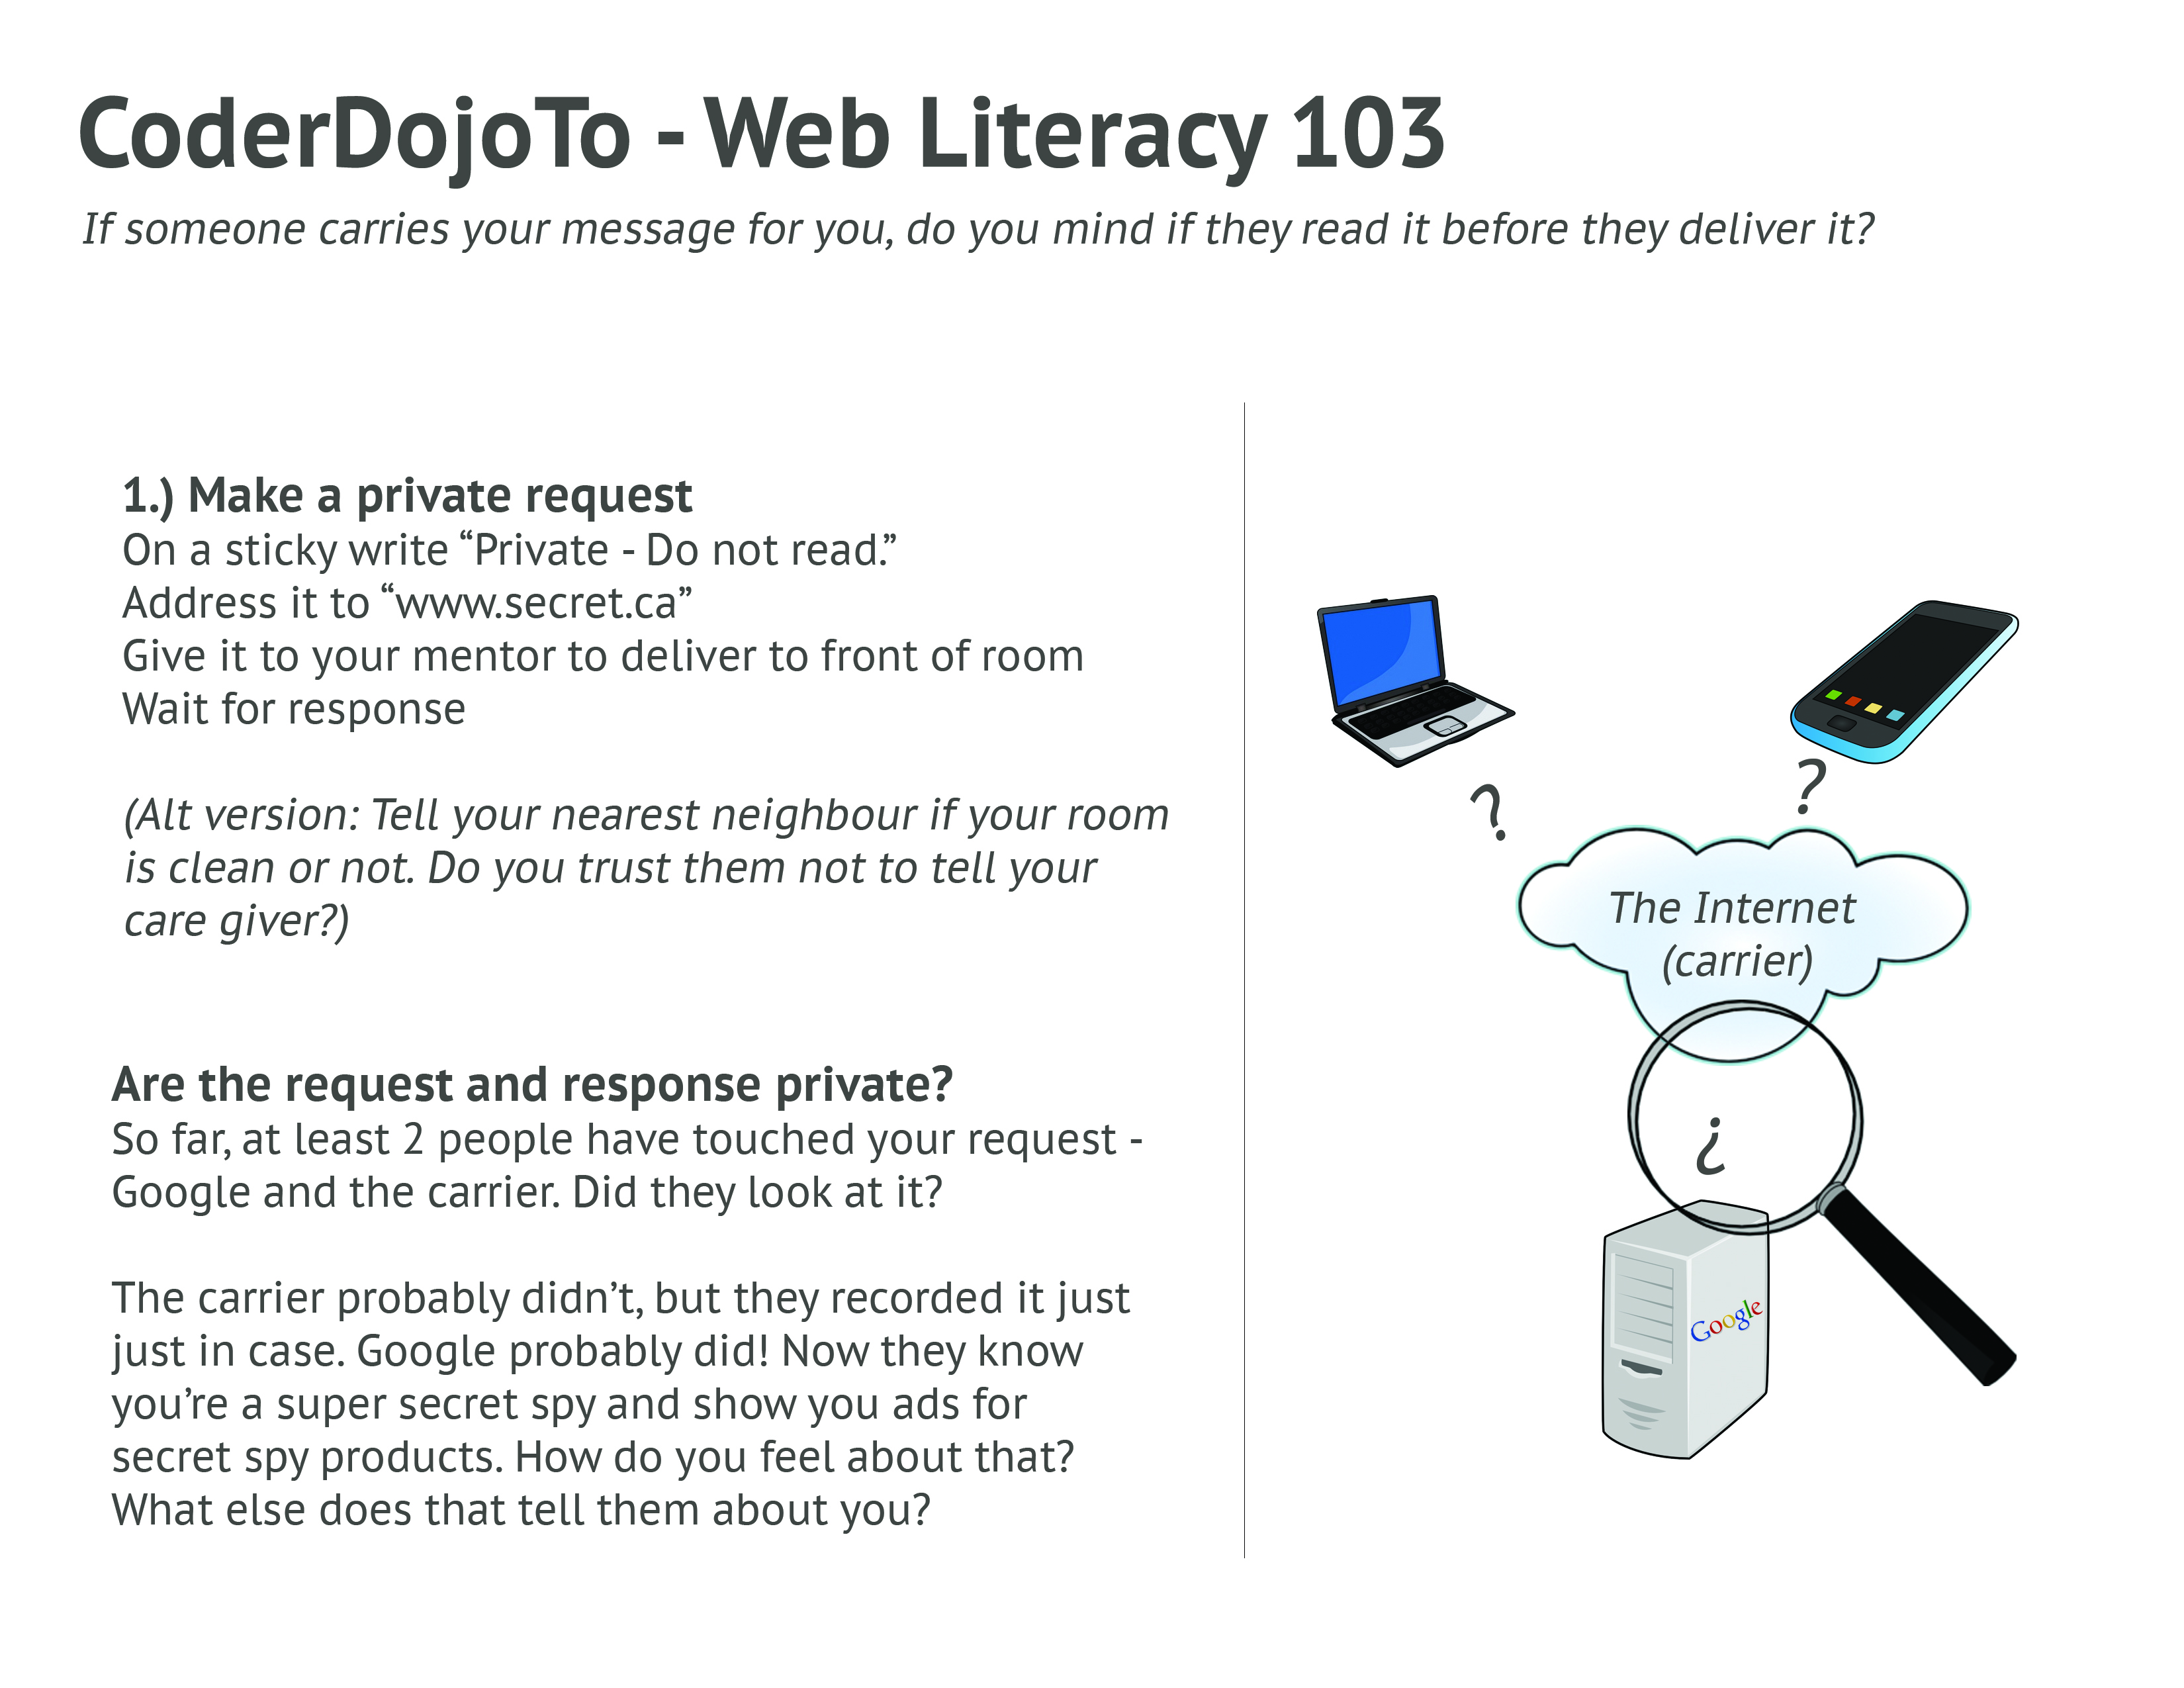 CoderDojoTo - Web Literacy 103
If someone carries your message for you, do you mind if they read it before they deliver it?
1.) Make a private request
On a sticky write “Private - Do not read.”
Address it to “www.secret.ca”
Give it to your mentor to deliver to front of room
Wait for response
(Alt version: Tell your nearest neighbour if your room
is clean or not. Do you trust them not to tell your
care giver?)
Are the request and response private?
So far, at least 2 people have touched your request -
Google and the carrier. Did they look at it?
The carrier probably didn’t, but they recorded it just
just in case. Google probably did! Now they know
you’re a super secret spy and show you ads for
secret spy products. How do you feel about that?
What else does that tell them about you?
?
?
The Internet
(carrier)
¿
Google